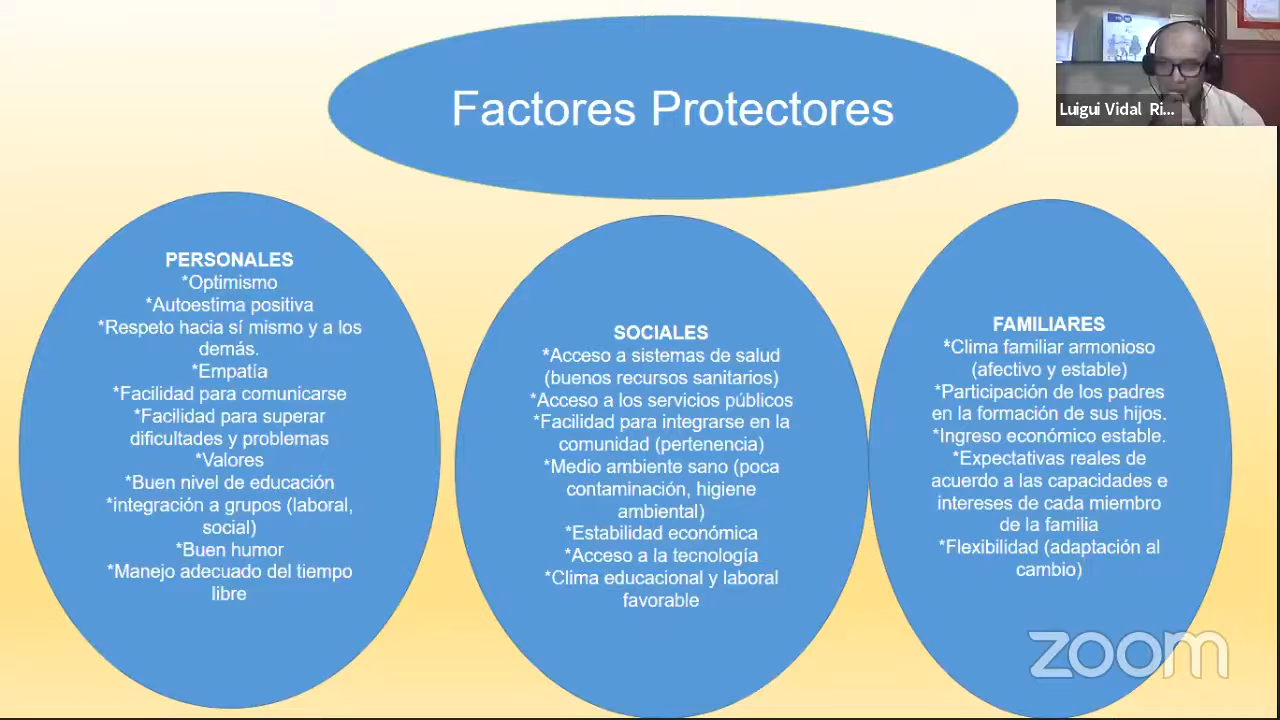 Factores Protectores
Luigui Vidal Ri...
PERSONALES
*Optimismo
*Autoestima positiva
*Respeto hacia sí mismo y a los
demás.
*Empatía
*Facilidad para comunicarse
*Facilidad para superar
dificultades y problemas
*Valores
*Buen nivel de educación
*integración a grupos (laboral,
social)
*Buen humor
*Manejo adecuado del tiempo
libre
SOCIALES
*Acceso a sistemas de salud
(buenos recursos sanitarios)
*Acceso a los servicios públicos
*Facilidad para integrarse en la
comunidad (pertenencia)
*Medio ambiente sano (poca
contaminación, higiene
ambiental)
*Estabilidad económica
*Acceso a la tecnología
*Clima educacional y laboral
favorable
FAMILIARES
*Clima familiar armonioso
(afectivo y estable)
*Participación de los padres
en la formación de sus hijos.
*Ingreso económico estable.
*Expectativas reales de
acuerdo a las capacidades e
intereses de cada miembro
de la familia
*Flexibilidad (adaptación al
cambio)
zoom